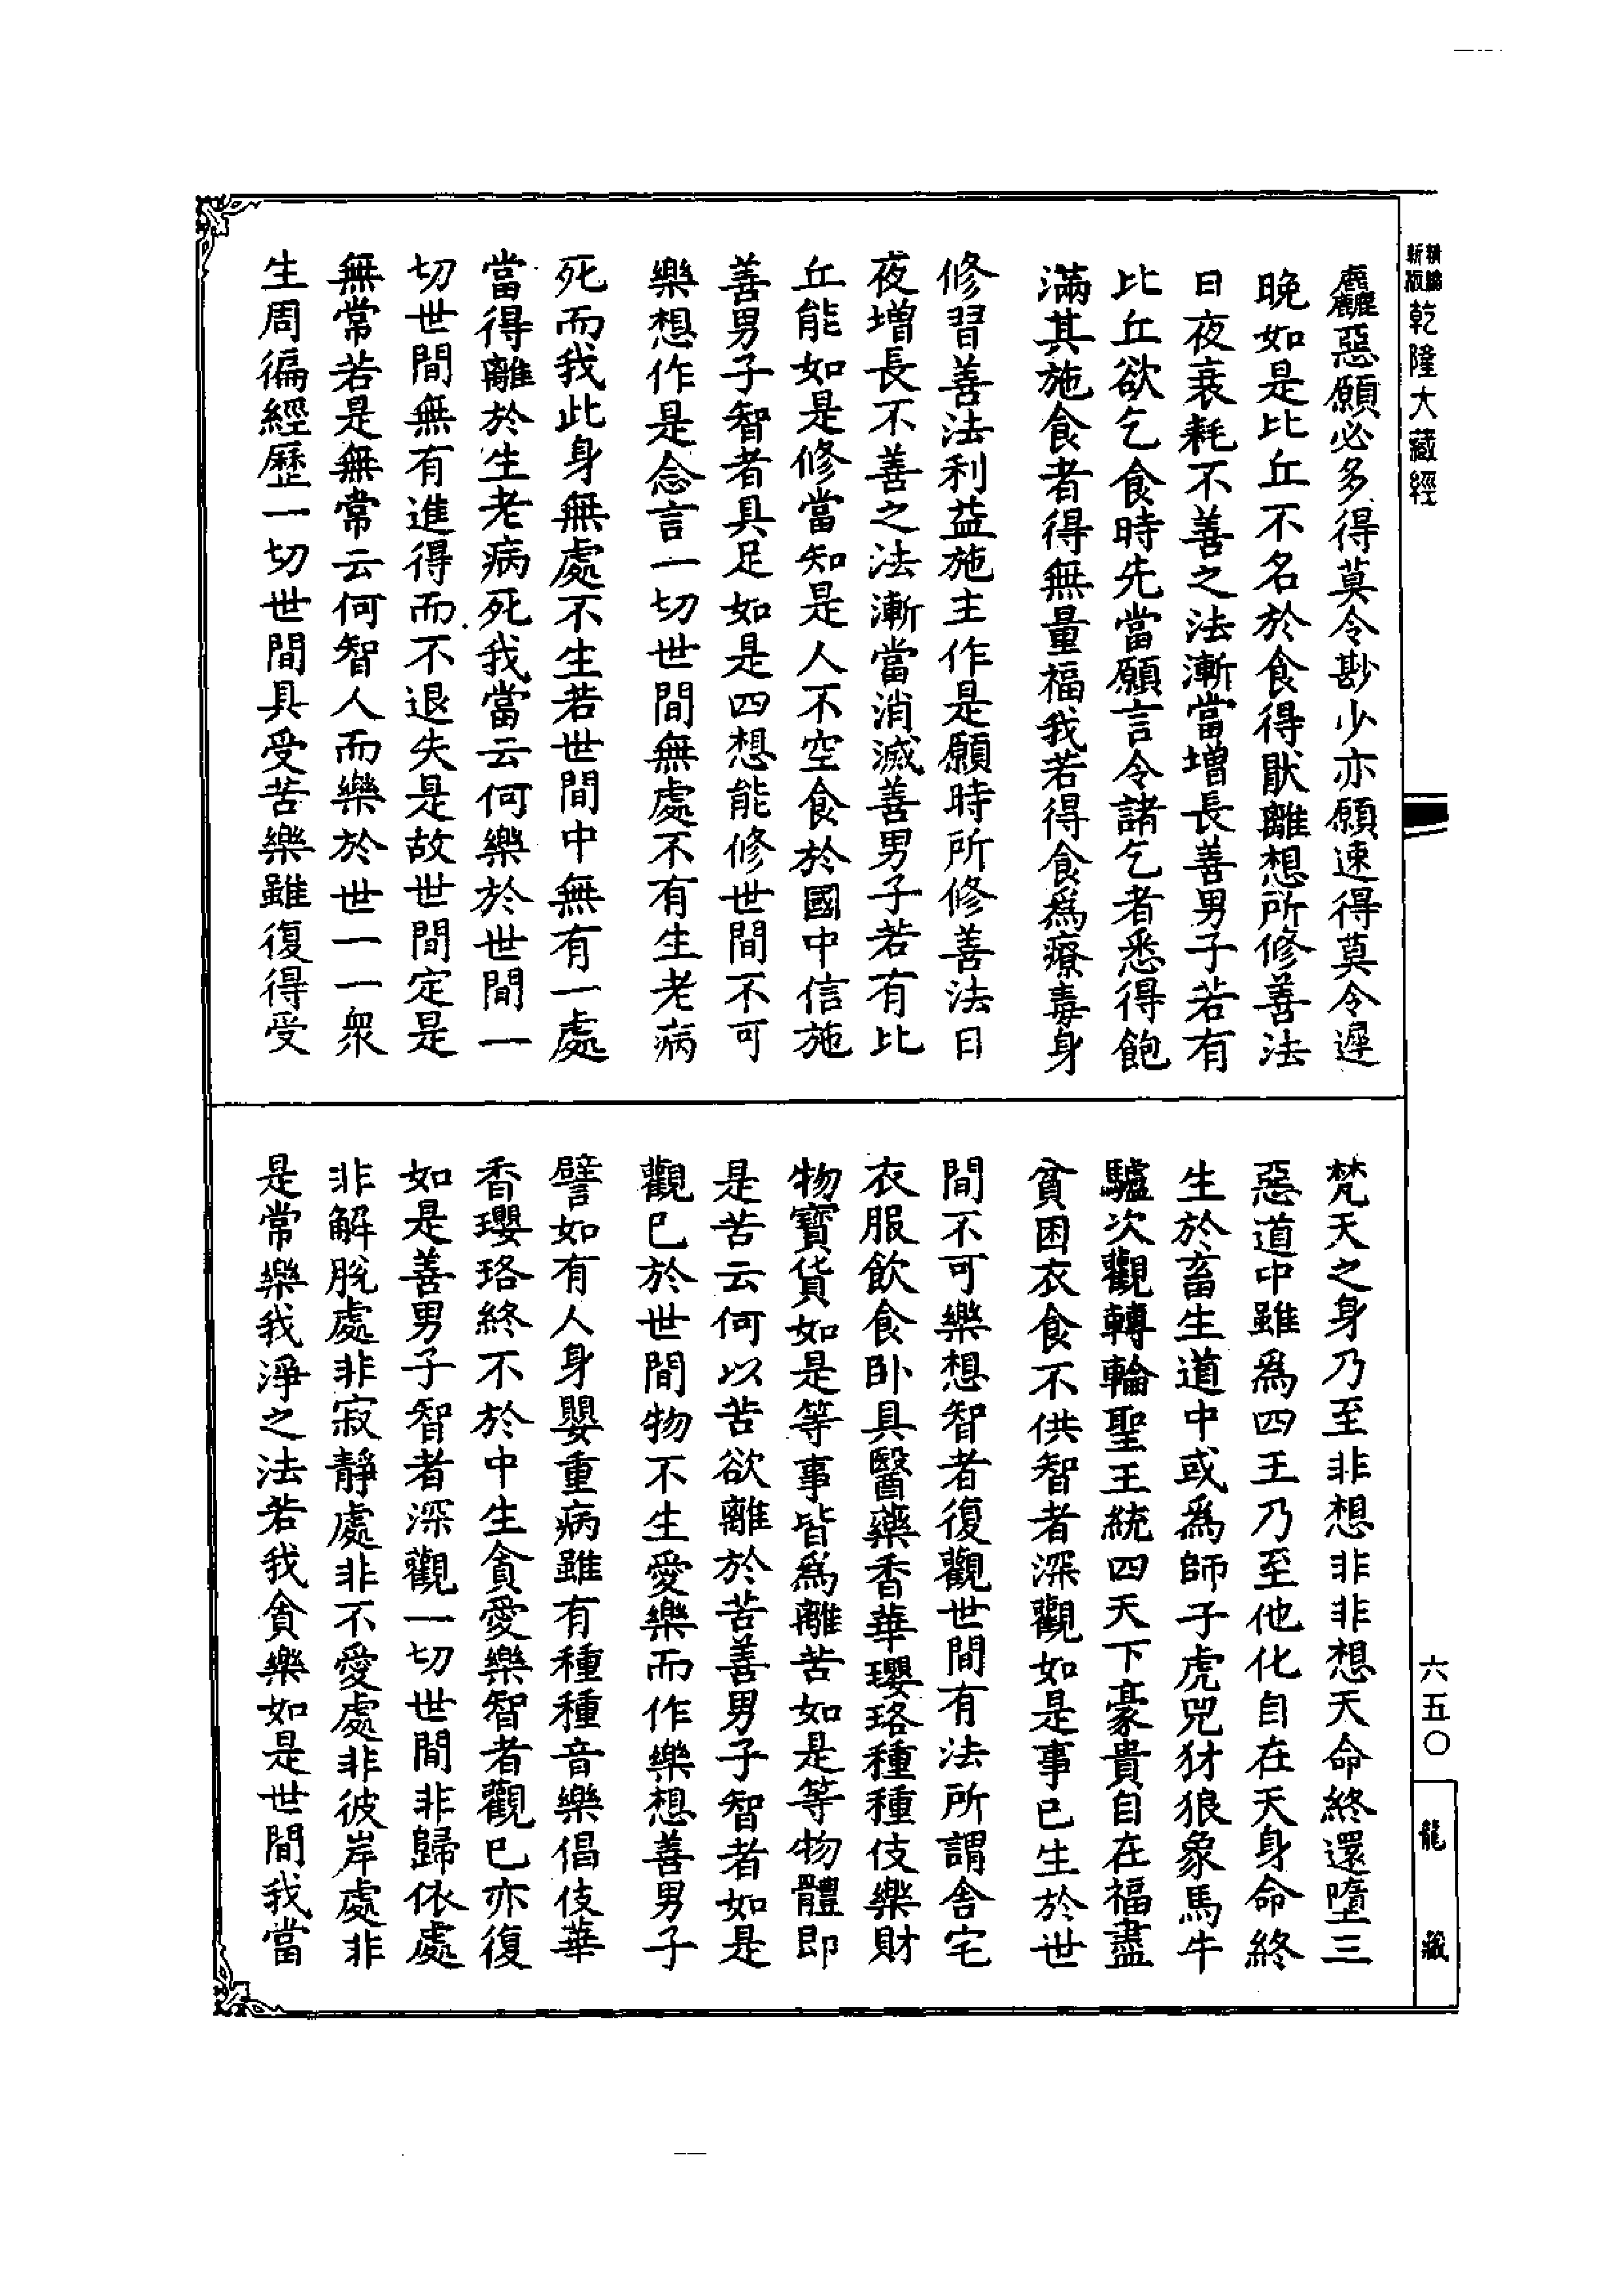 新編
新版
乾隆大藏經
麤惡願必多得莫令尠少亦願速得莫令遲
晚如是比丘不名於食得猒離想所修善法
日夜衰耗不善之法漸當增長善男子若有
比丘欲乞食時先當願言令諸乞者悉得飽
滿其施食者得無量福我若得食為療毒身
修習善法利益施主作是願時所修善法日
夜增長不善之法漸當消滅善男子若有比
丘能如是修當知是人不空食於國中信施
善男子智者具足如是四想能修世間不可
樂想作是念言一切世間無處不有生老病
死而我此身無處不生若世間中無有一處
當得離於生老病死我當云何樂於世間一
切世間無有進得而不退失是故世間定是
無常若是無常云何智人而樂於世一一眾
生周徧經歷一切世間具受苦樂雖復得受
梵天之身乃至非想非非想天命終還墮三
惡道中雖為四王乃至他化自在天身命終
生於畜生道中或為師子虎兕犲狼象馬牛
驢次觀轉輪聖王統四天下豪貴自在福盡
貧困衣食不供智者深觀如是事已生於世
間不可樂想智者復觀世間有法所謂舍宅
衣服飲食卧具醫藥香華瓔珞種種伎樂財
物寶貨如是等事皆為離苦如是等物體即
是苦云何以苦欲離於苦善男子智者如是
觀已於世間物不生愛樂而作樂想善男子
譬如有人身嬰重病雖有種種音樂倡伎華
香瓔珞終不於中生貪愛樂智者觀已亦復
如是善男子智者深觀一切世間非歸依處
非解脫處非寂靜處非不愛處非彼岸處非
是常樂我淨之法若我貪樂如是世間我當
六五〇
龍藏